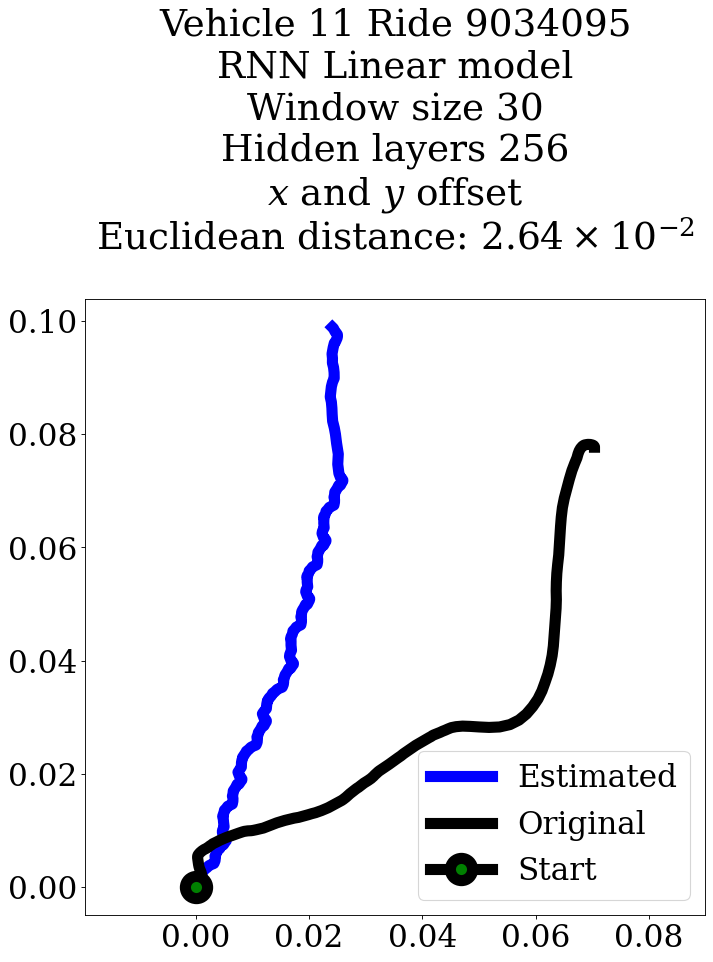 Vehicle 11 Ride 9034095
RNN Linear model
Window size 30
Hidden layers 256
x and y offset
Euclidean distance: 2.64 × 10⁻²
0.10
0.08
0.06
0.04
0.02
0.00
Estimated
Original
Start
0.00 0.02 0.04 0.06 0.08